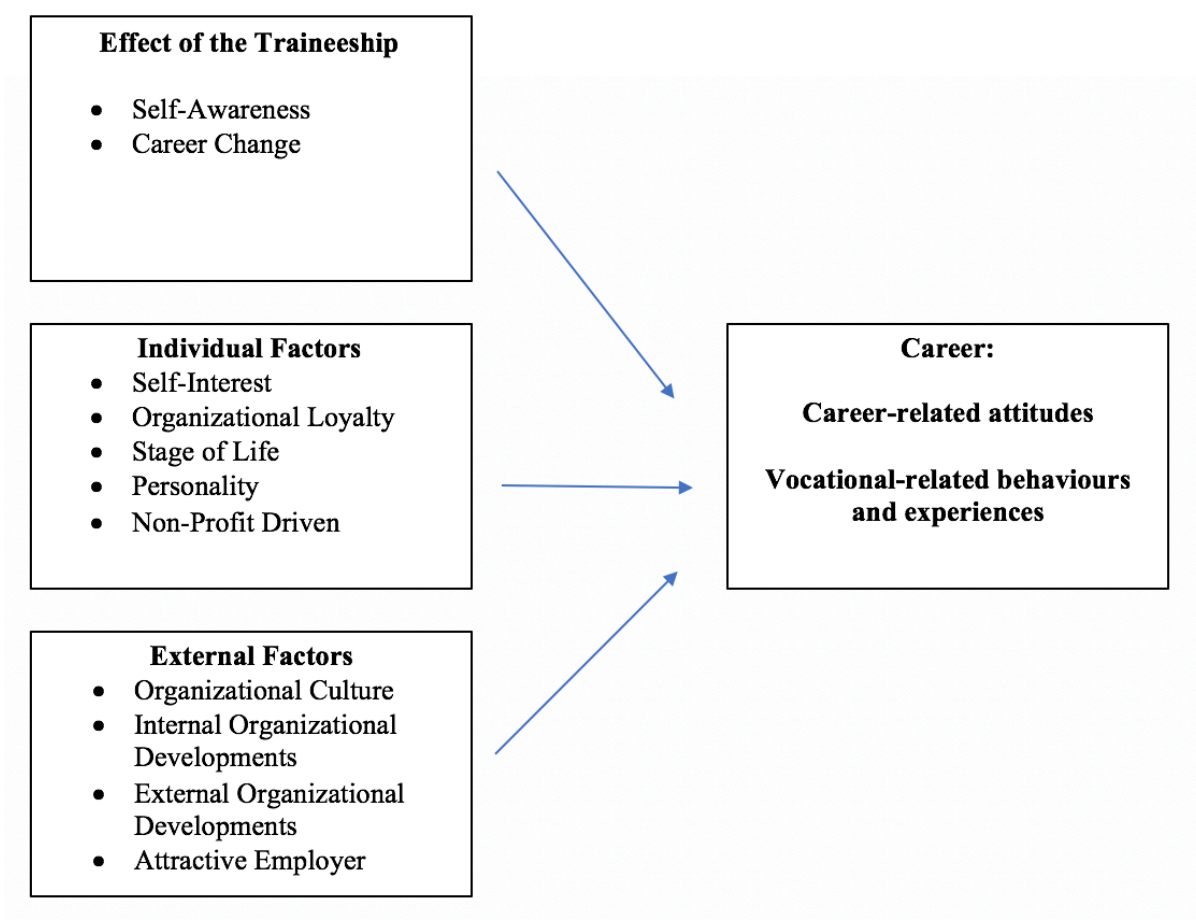 Effect of the Traineeship
• Self-Awareness
• Career Change
Individual Factors
• Self-Interest
• Organizational Loyalty
• Stage of Life
• Personality
• Non-Profit Driven
External Factors
• Organizational Culture
• Internal Organizational
Developments
• External Organizational
Developments
• Attractive Employer
Career:
Career-related attitudes
Vocational-related behaviours
and experiences